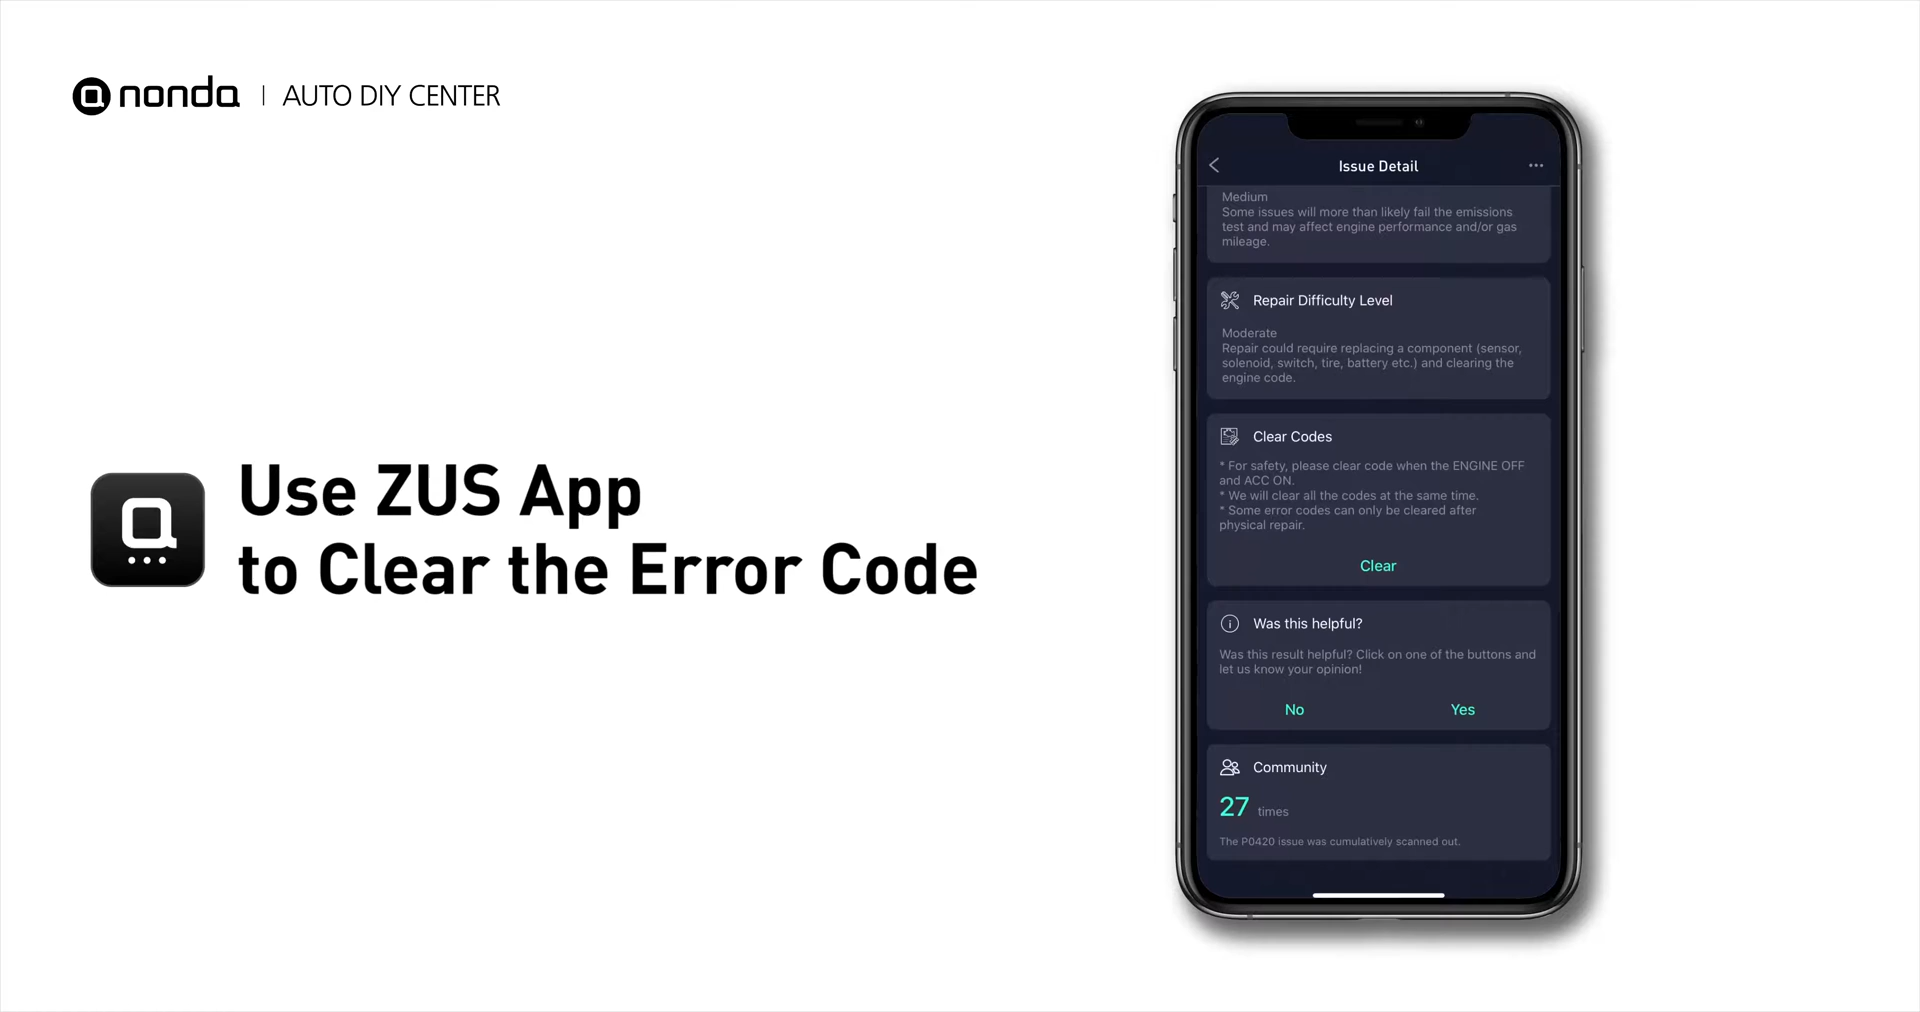 nonda | AUTO DIY CENTER
Use ZUS App
to Clear the Error Code
Issue Detail
Medium
Some issues will more than likely fail the emissions
test and may affect engine performance and/or gas
mileage.
Repair Difficulty Level
Moderate
Repair could require replacing a component (sensor,
solenoid, switch, tire, battery etc.) and clearing the
engine code.
Clear Codes
* For safety, please clear code when the ENGINE OFF
and ACC ON.
* We will clear all the codes at the same time.
* Some error codes can only be cleared after
physical repair.
Clear
Was this helpful?
Was this result helpful? Click on one of the buttons and
let us know your opinion!
No Yes
Community
27 times
The P0420 issue was cumulatively scanned out.